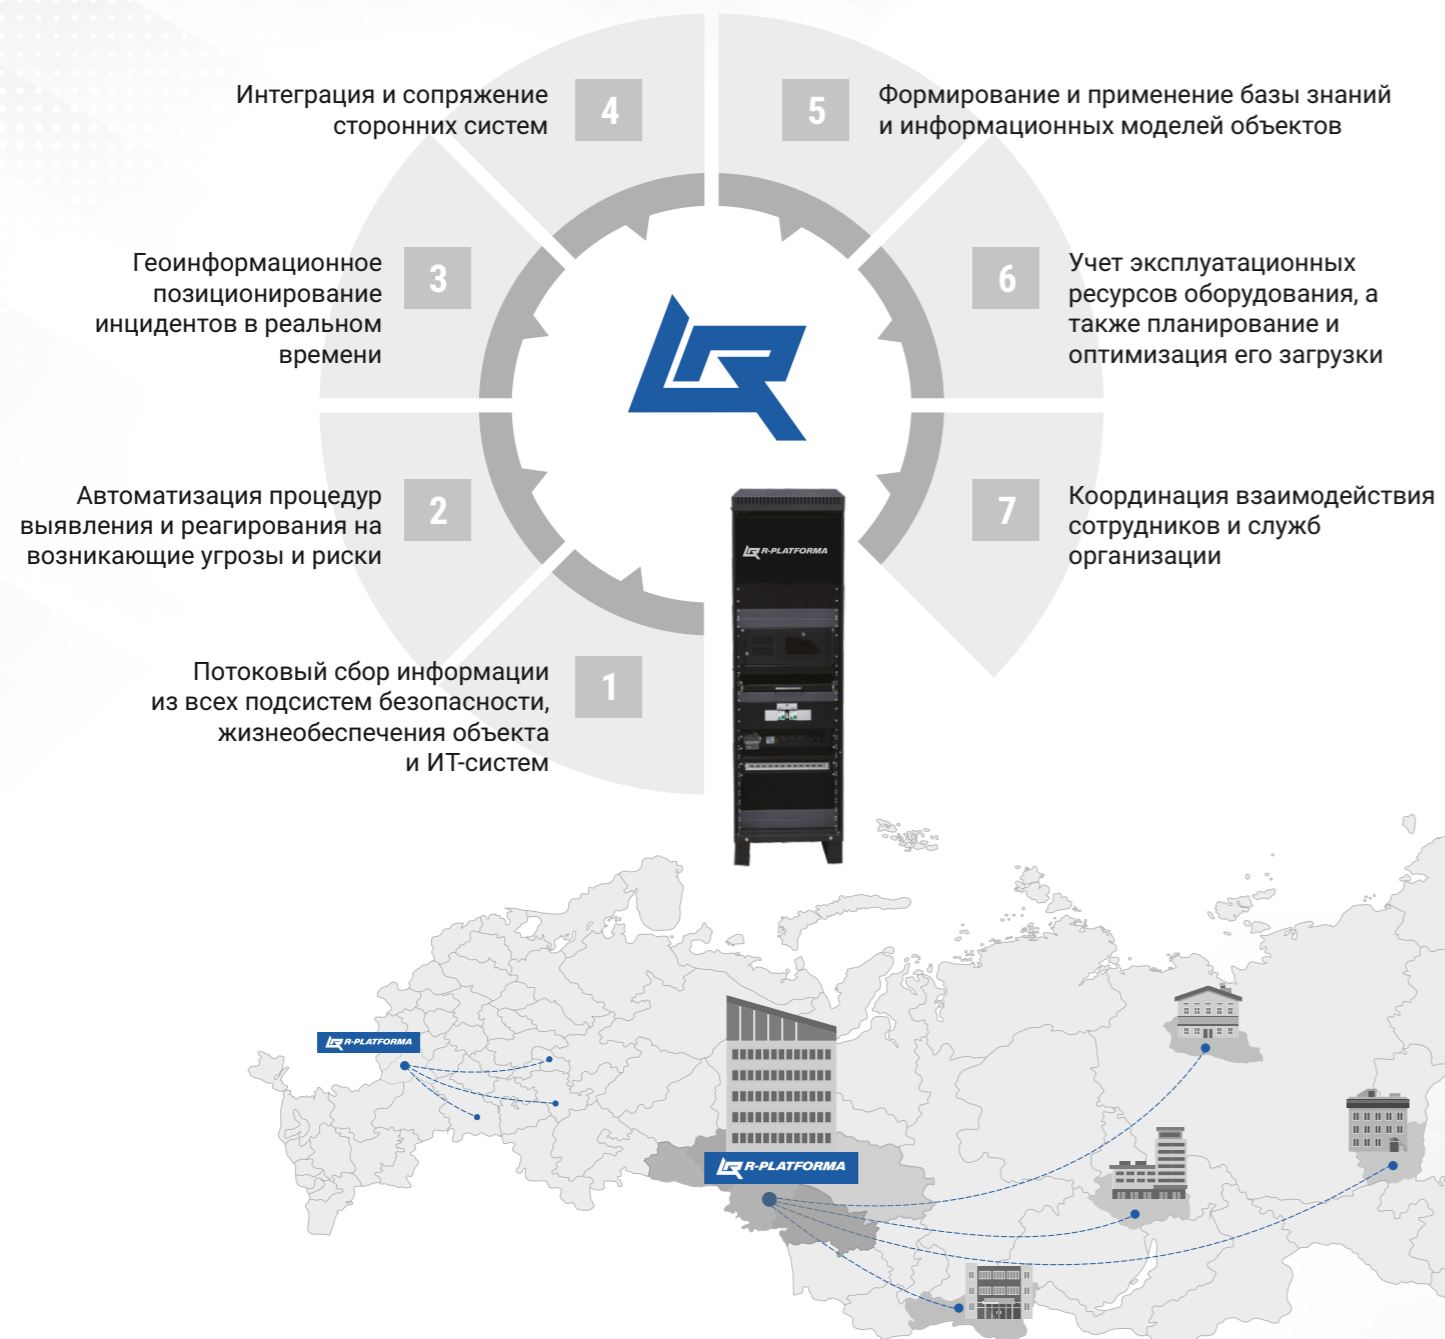 4
Интеграция и сопряжение
сторонних систем
5
Формирование и применение базы знаний
и информационных моделей объектов
3
Геоинформационное
позиционирование
инцидентов в реальном
времени
6
Учет эксплуатационных
ресурсов оборудования, а
также планирование и
оптимизация его загрузки
2
Автоматизация процедур
выявления и реагирования на
возникающие угрозы и риски
7
Координация взаимодействия
сотрудников и служб
организации
R-PLATFORMA
1
Потоковый сбор информации
из всех подсистем безопасности,
жизнеобеспечения объекта
и ИТ-систем
R-PLATFORMA
R-PLATFORMA